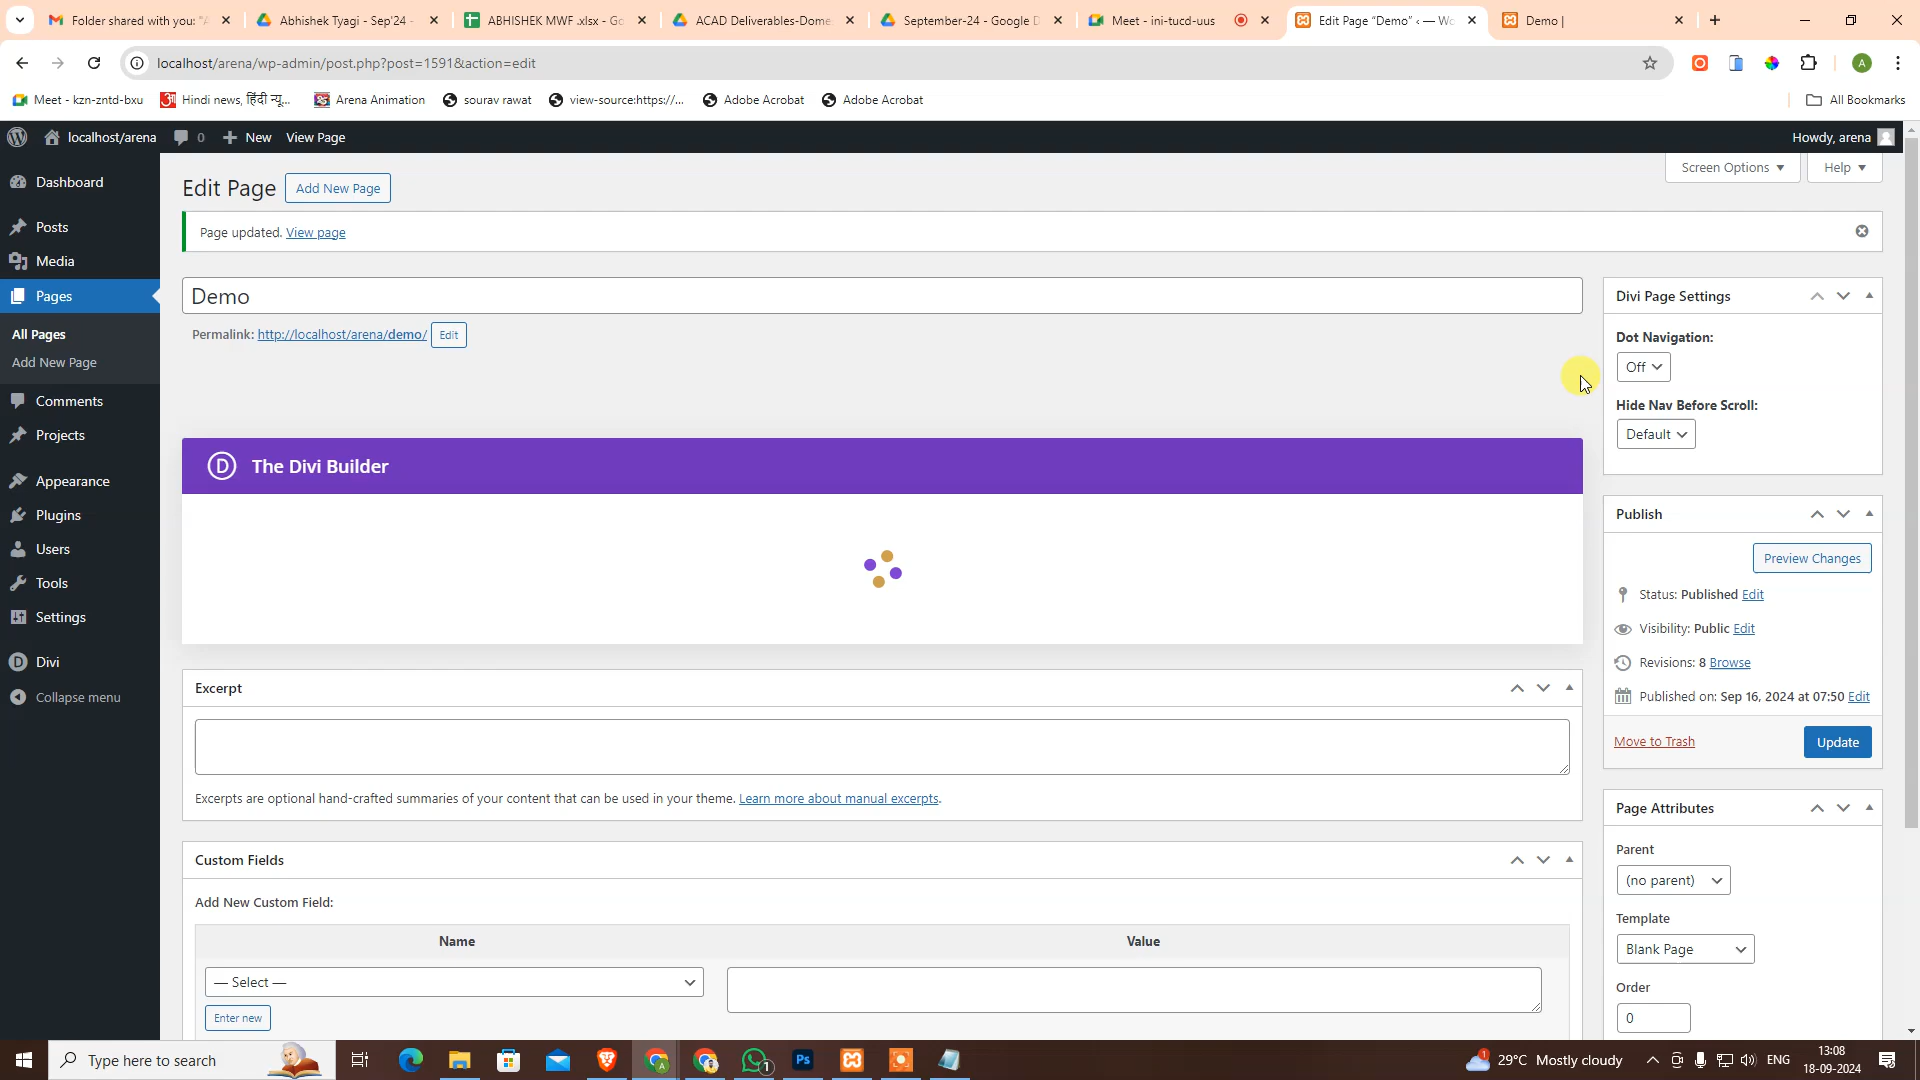 Folder shared with you: "A
Abhishek Tyagi - Sep'24 -
ABHISHEK MWF .xlsx - Go
ACAD Deliverables-Dome
September-24 - Google D
Meet - ini-tucd-uus
Edit Page “Demo” ‹ — Wo
Demo |
localhost/arena/wp-admin/post.php?post=1591&action=edit
A
Meet - kzn-zntd-bxu
Hindi news, हिंदी न्यू...
Arena Animation
sourav rawat
view-source:https://...
Adobe Acrobat
Adobe Acrobat
All Bookmarks
localhost/arena
0
New
View Page
Howdy, arena
Dashboard
Posts
Media
Pages
All Pages
Add New Page
Comments
Projects
Appearance
Plugins
Users
Tools
Settings
Divi
Collapse menu
Screen Options
Help
Edit Page
Add New Page
Page updated. View page
Demo
Permalink: http://localhost/arena/demo/
Edit
D
The Divi Builder
Excerpt
Excerpts are optional hand-crafted summaries of your content that can be used in your theme. Learn more about manual excerpts.
Custom Fields
Add New Custom Field:
Name
Value
— Select —
Enter new
Divi Page Settings
Dot Navigation:
Off
Hide Nav Before Scroll:
Default
Publish
Preview Changes
Status: Published Edit
Visibility: Public Edit
Revisions: 8 Browse
Published on: Sep 16, 2024 at 07:50 Edit
Move to Trash
Update
Page Attributes
Parent
(no parent)
Template
Blank Page
Order
0
Type here to search
Ps
1
1
29°C Mostly cloudy
ENG
13:08
18-09-2024